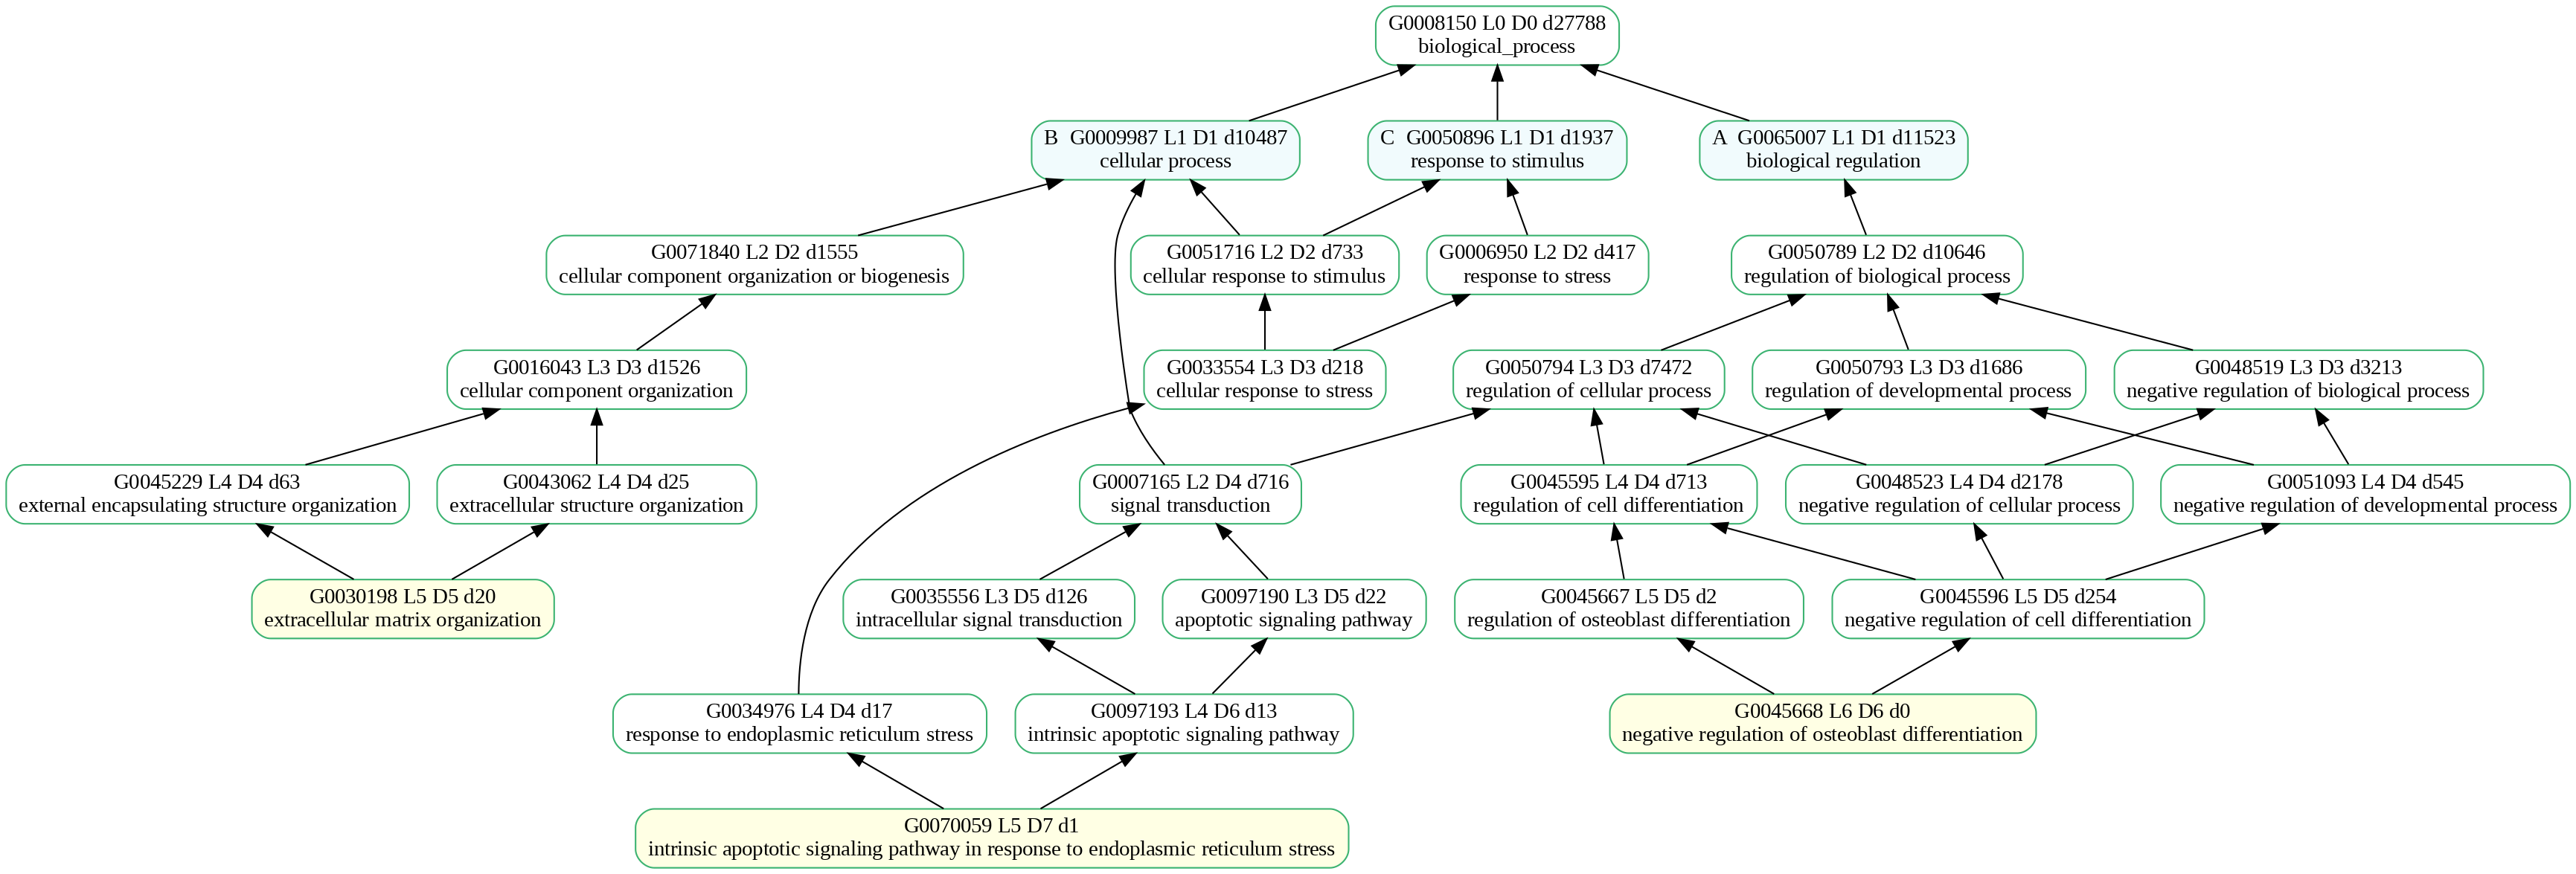 G0008150 L0 D0 d27788
biological_process
B  G0009987 L1 D1 d10487
cellular process
C  G0050896 L1 D1 d1937
response to stimulus
A  G0065007 L1 D1 d11523
biological regulation
G0071840 L2 D2 d1555
cellular component organization or biogenesis
G0051716 L2 D2 d733
cellular response to stimulus
G0006950 L2 D2 d417
response to stress
G0050789 L2 D2 d10646
regulation of biological process
G0016043 L3 D3 d1526
cellular component organization
G0033554 L3 D3 d218
cellular response to stress
G0050794 L3 D3 d7472
regulation of cellular process
G0050793 L3 D3 d1686
regulation of developmental process
G0048519 L3 D3 d3213
negative regulation of biological process
G0045229 L4 D4 d63
external encapsulating structure organization
G0043062 L4 D4 d25
extracellular structure organization
G0007165 L2 D4 d716
signal transduction
G0045595 L4 D4 d713
regulation of cell differentiation
G0048523 L4 D4 d2178
negative regulation of cellular process
G0051093 L4 D4 d545
negative regulation of developmental process
G0030198 L5 D5 d20
extracellular matrix organization
G0035556 L3 D5 d126
intracellular signal transduction
G0097190 L3 D5 d22
apoptotic signaling pathway
G0045667 L5 D5 d2
regulation of osteoblast differentiation
G0045596 L5 D5 d254
negative regulation of cell differentiation
G0034976 L4 D4 d17
response to endoplasmic reticulum stress
G0097193 L4 D6 d13
intrinsic apoptotic signaling pathway
G0045668 L6 D6 d0
negative regulation of osteoblast differentiation
G0070059 L5 D7 d1
intrinsic apoptotic signaling pathway in response to endoplasmic reticulum stress